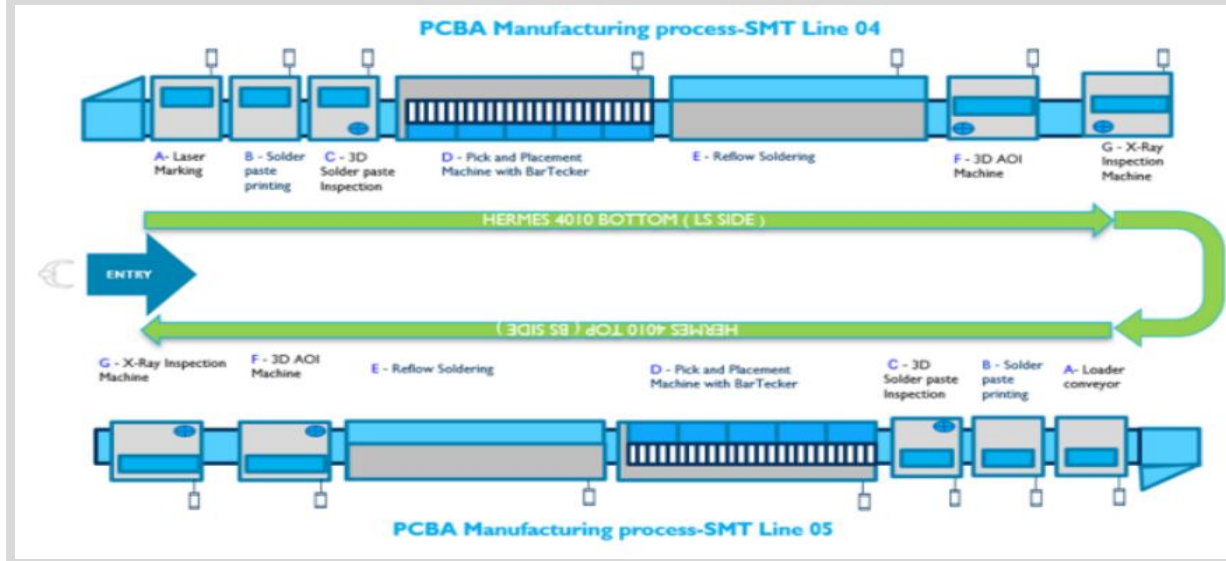 PCBA Manufacturing process-SMT Line 04
A- Laser
Marking
B - Solder
paste
printing
C - 3D
Solder paste
Inspection
D - Pick and Placement
Machine with BarTecker
E - Reflow Soldering
F - 3D AOI
Machine
G - X-Ray
Inspection
Machine
HERMES 4010 BOTTOM ( LS SIDE )
ENTRY
HERMES 4010 TOP ( BS SIDE )
G - X-Ray Inspection
Machine
F - 3D AOI
Machine
E - Reflow Soldering
D - Pick and Placement
Machine with BarTecker
C - 3D
Solder paste
Inspection
B - Solder
paste
printing
A- Loader
conveyor
PCBA Manufacturing process-SMT Line 05